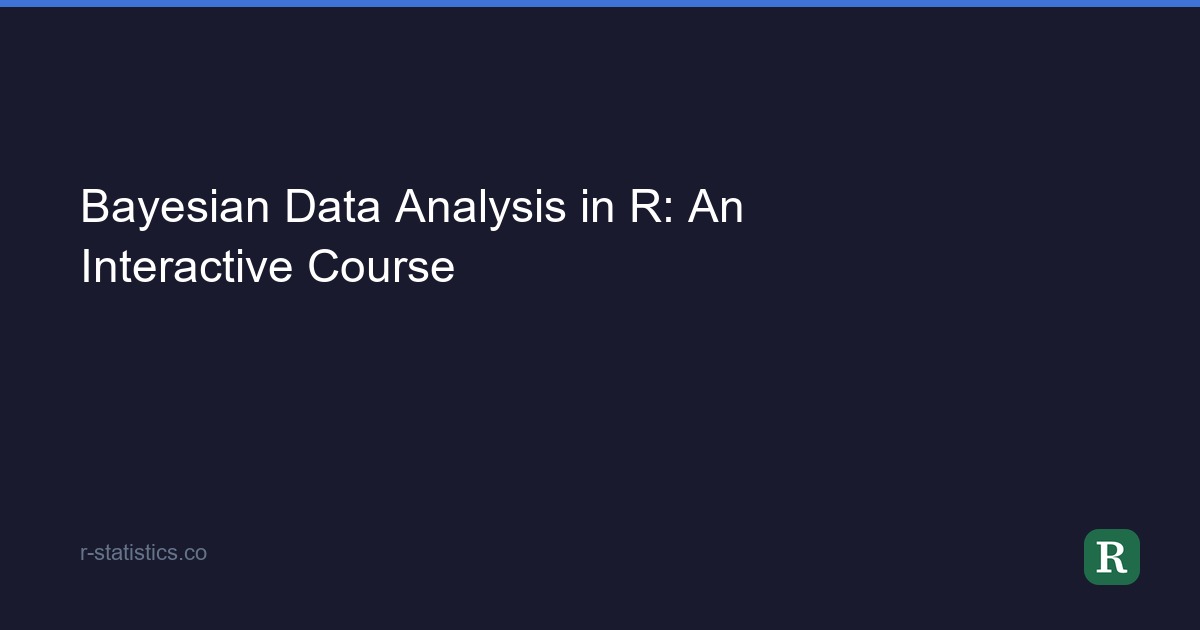 Bayesian Data Analysis in R: An
Interactive Course
r-statistics.co
R